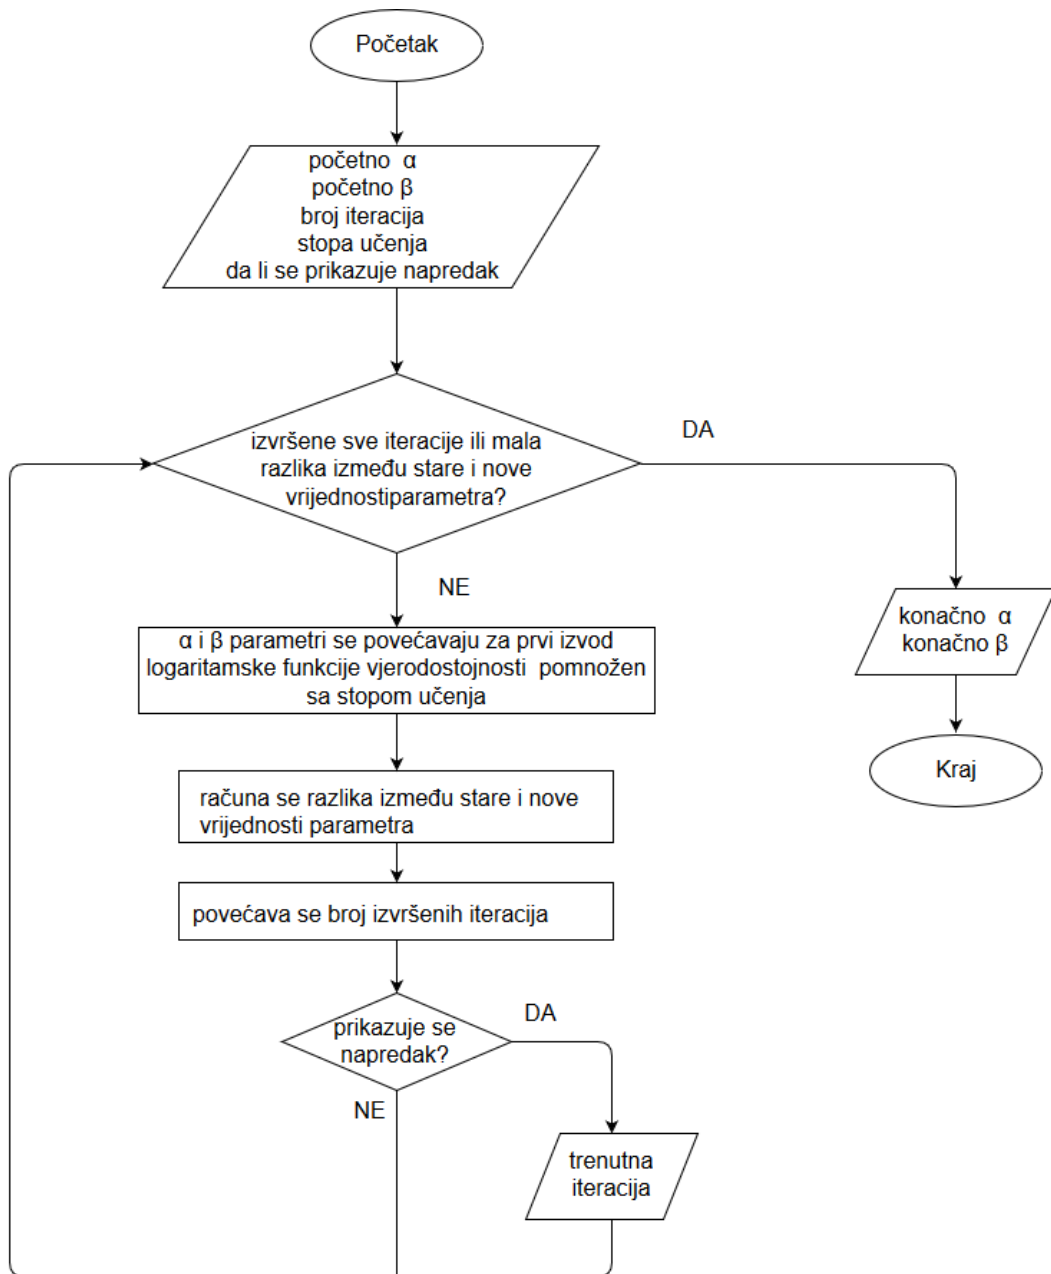 Početak
početno α
početno β
broj iteracija
stopa učenja
da li se prikazuje napredak
izvršene sve iteracije ili mala
razlika između stare i nove
vrijednostiparametra?
DA
NE
konačno α
konačno β
Kraj
α i β parametri se povećavaju za prvi izvod
logaritamske funkcije vjerodostojnosti pomnožen
sa stopom učenja
računa se razlika između stare i nove
vrijednosti parametra
povećava se broj izvršenih iteracija
prikazuje se
napredak?
DA
NE
trenutna
iteracija